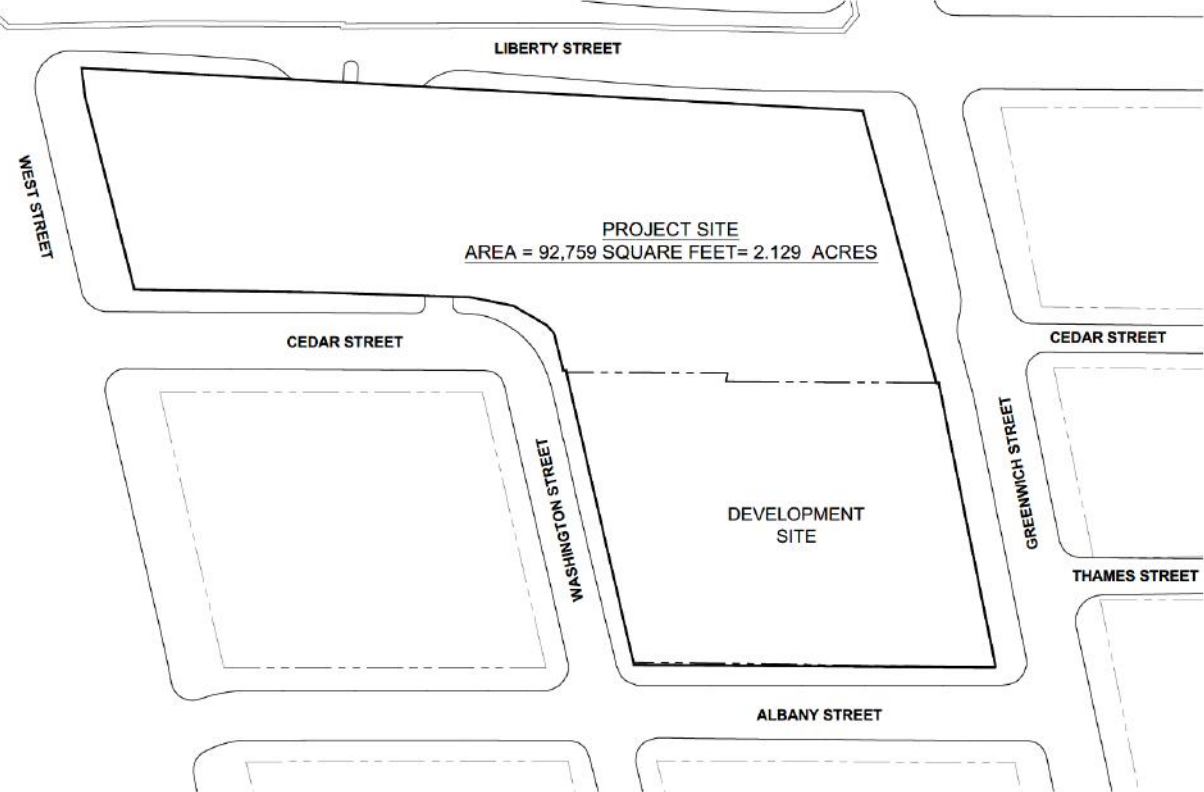 LIBERTY STREET
WEST STREET
PROJECT SITE
AREA = 92,759 SQUARE FEET= 2.129 ACRES
CEDAR STREET
CEDAR STREET
WASHINGTON STREET
GREENWICH STREET
DEVELOPMENT
SITE
THAMES STREET
ALBANY STREET